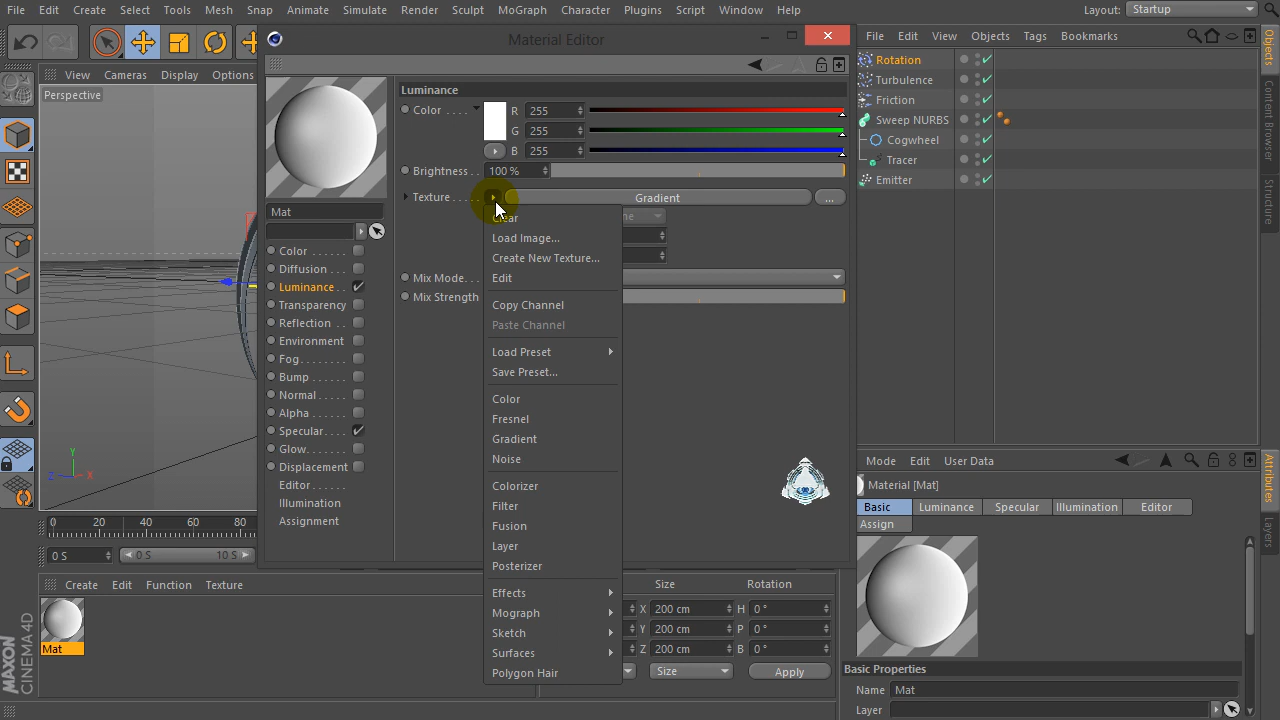 File Edit Create Select Tools Mesh Snap Animate Simulate Render Sculpt MoGraph Character Plugins Script Window Help Layout: Startup
Material Editor
File Edit View Objects Tags Bookmarks
View Cameras Display Options
Perspective
Luminance
Color . . . . R 255
G 255
B 255
Brightness . . 100 %
Texture . . . . . Gradient ...
Mat
Clear
Load Image...
Create New Texture...
Edit
Mix Mode. . .
Mix Strength
Copy Channel
Paste Channel
Load Preset
Save Preset...
Color
Fresnel
Gradient
Noise
Colorizer
Filter
Fusion
Layer
Posterizer
Effects
Mograph
Sketch
Surfaces
Polygon Hair
Color . . . . . .
Diffusion . . .
Luminance . .
Transparency
Reflection . .
Environment
Fog. . . . . . . .
Bump . . . . . .
Normal. . . . .
Alpha . . . . . .
Specular. . . .
Glow. . . . . . .
Displacement
Editor. . . . . .
Illumination
Assignment
Rotation
Turbulence
Friction
Sweep NURBS
Cogwheel
Tracer
Emitter
Objects
Content Browser
Structure
Y
Z X
0 20 40 60 80
0 S 0 S 10 S
Create Edit Function Texture
Mat
MAXON
CINEMA 4D
Size Rotation
X 200 cm H 0 °
Y 200 cm P 0 °
Z 200 cm B 0 °
Size Apply
Mode Edit User Data
Material [Mat]
Basic Luminance Specular Illumination Editor
Assign
Basic Properties
Name Mat
Layer
Attributes
Layers